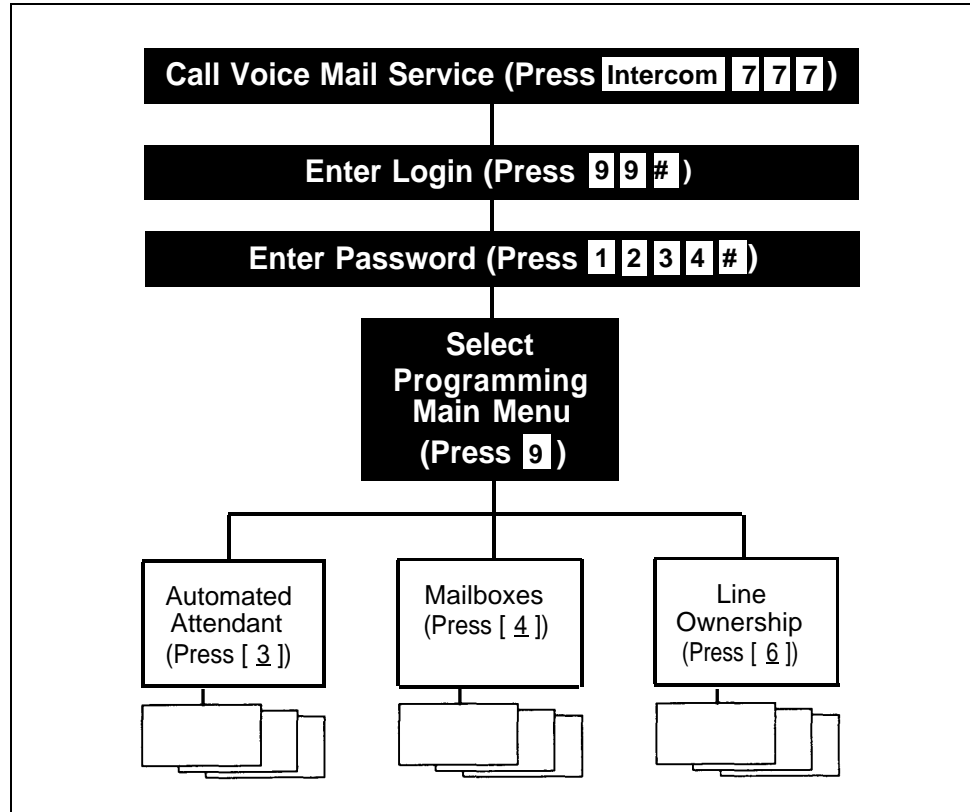 Call Voice Mail Service (Press Intercom 7 7 7)
Enter Login (Press 9 9 #)
Enter Password (Press 1 2 3 4 #)
Select
Programming
Main Menu
(Press 9)
Automated
Attendant
(Press [ 3 ])
Mailboxes
(Press [ 4 ])
Line
Ownership
(Press [ 6 ])